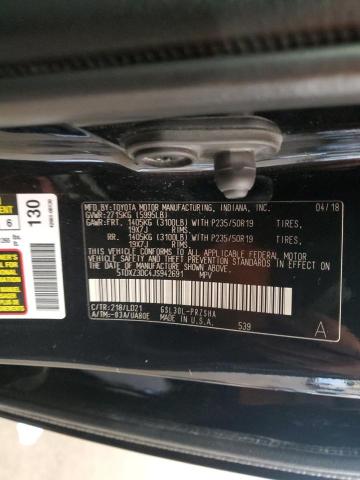 MFD.BY:TOYOTA MOTOR MANUFACTURING, INDIANA, INC. 04/18
GVWR:2715KG (5995LB)
GAWR:FRT. 1405KG (3100LB) WITH P235/50R19 TIRES,
19X7J RIMS.
RR. 1405KG (3100LB) WITH P235/50R19 TIRES,
19X7J RIMS.
THIS VEHICLE CONFORMS TO ALL APPLICABLE FEDERAL MOTOR
VEHICLE SAFETY, BUMPER, AND THEFT PREVENTION STANDARDS
IN EFFECT ON THE DATE OF MANUFACTURE SHOWN ABOVE.
5TDXZ3DC4JS942691 MPV
C/TR:218/LD21 GSL30L-PRZSHA
A/TM:-03A/UA80E MADE IN U.S.A.
539
A
130
6